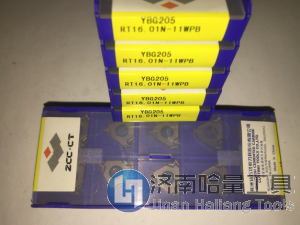 YBG205
RT16.01N-11WPB
YBG205
RT16.01N-11WPB
YBG205
RT16.01N-11WPB
YBG205
RT16.01N-11WPB
YBG205
RT16.01N-11WPB
ZCC·CT
济南哈量工具
Jinan Haliang Tools